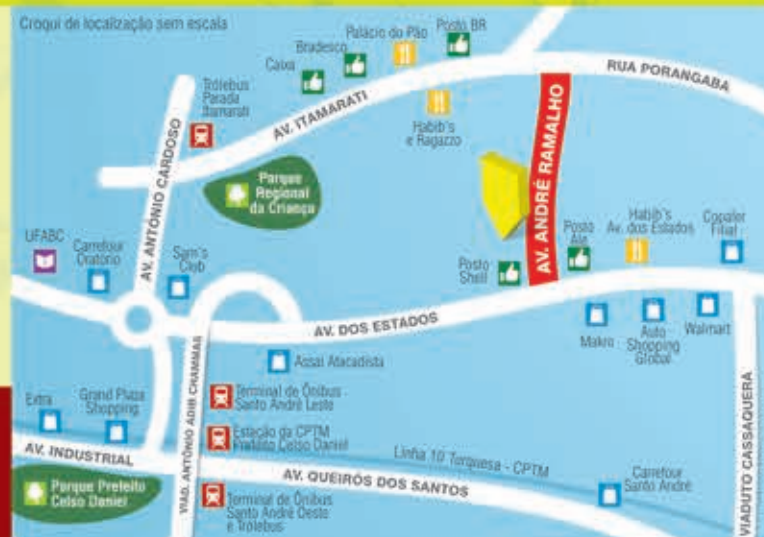 Croqui de localização sem escala
Palácio do Pão
Posto BR
Bradesco
Caixa
Trólebus
Parada
Itamarati
AV. ITAMARATI
RUA PORANGABA
Habib's
e Ragazzo
AV. ANTÔNIO CARDOSO
Parque
Regional
da Criança
AV. ANDRÉ RAMALHO
UFABC
Carrefour
Oratório
Sam's
Club
Posto
Shell
Posto
Ale
Habib's
Av. dos Estados
Copafer
Filial
AV. DOS ESTADOS
Makro
Auto
Shopping
Global
Walmart
Assai Atacadista
VIAD. ANTÔNIO ADIB CHAMMAS
Extra
Grand Plaza
Shopping
Terminal de Ônibus
Santo André Leste
Estação da CPTM
Prefeito Celso Daniel
AV. INDUSTRIAL
Linha 10 Turquesa - CPTM
AV. QUEIRÓS DOS SANTOS
Parque Prefeito
Celso Daniel
Terminal de Ônibus
Santo André Oeste
e Trólebus
Carrefour
Santo André
VIADUTO CASSAQUERA